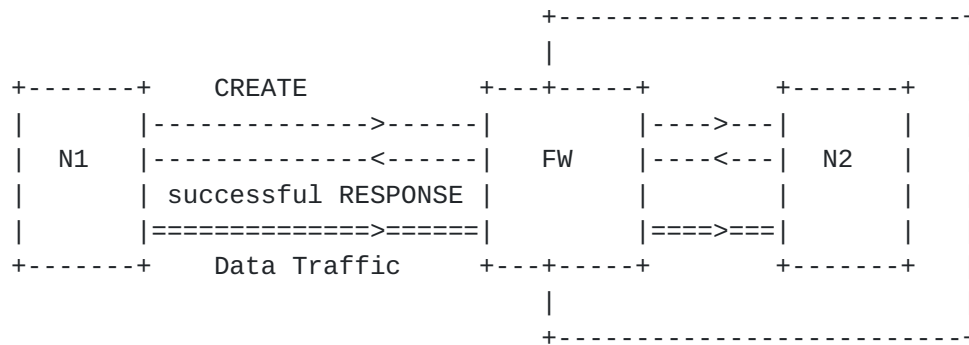 CREATE
N1 FW N2
successful RESPONSE
Data Traffic